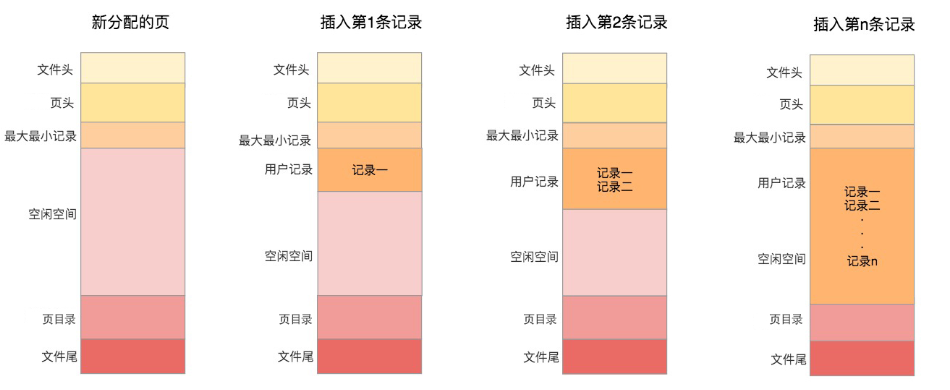 新分配的页
文件头
页头
最大最小记录
空闲空间
页目录
文件尾
插入第1条记录
文件头
页头
最大最小记录
用户记录
记录一
空闲空间
页目录
文件尾
插入第2条记录
文件头
页头
最大最小记录
用户记录
记录一
记录二
空闲空间
页目录
文件尾
插入第n条记录
文件头
页头
最大最小记录
用户记录
记录一
记录二
.
.
.
记录n
空闲空间
页目录
文件尾